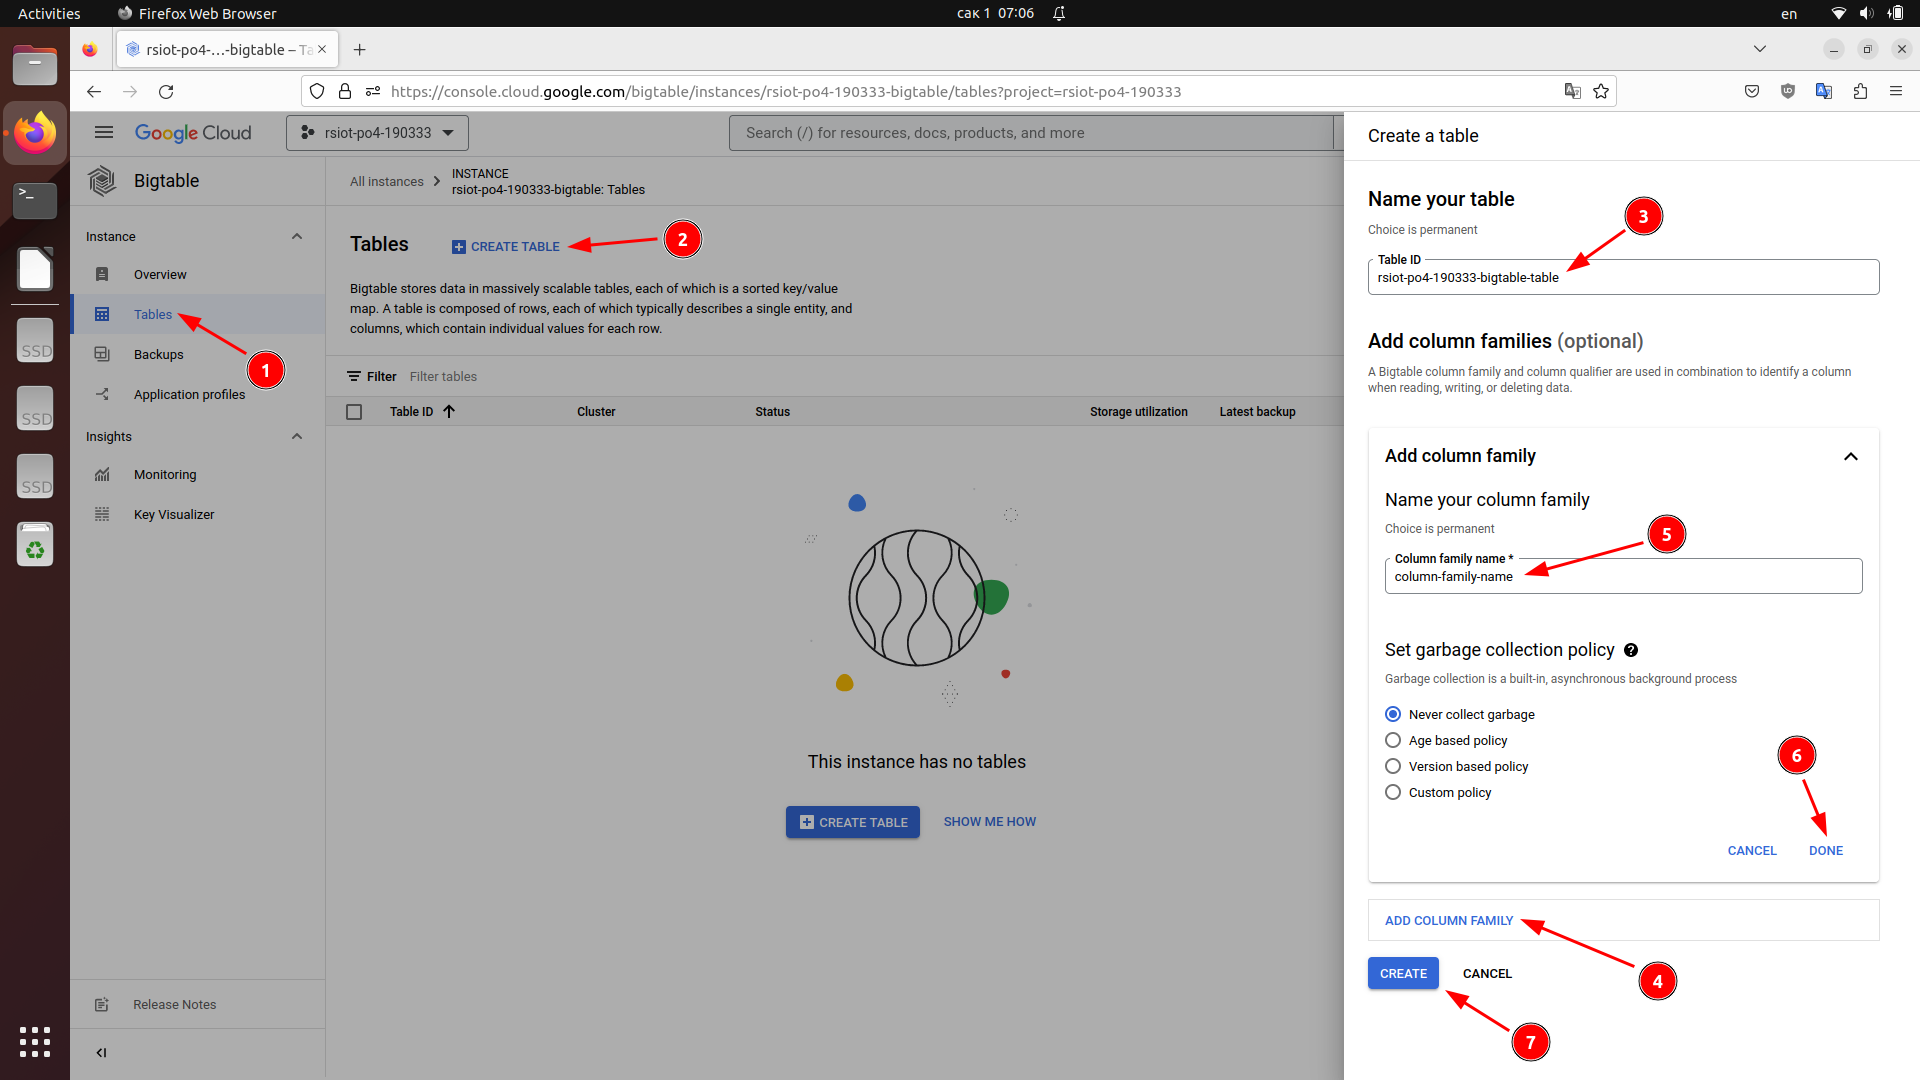 Activities
Firefox Web Browser
сак 1 07:06
en
rsiot-po4-...-bigtable – Ta
https://console.cloud.google.com/bigtable/instances/rsiot-po4-190333-bigtable/tables?project=rsiot-po4-190333
Google Cloud
rsiot-po4-190333
Search (/) for resources, docs, products, and more
Bigtable
All instances
INSTANCE
rsiot-po4-190333-bigtable: Tables
Instance
Overview
Tables
Backups
Application profiles
Insights
Monitoring
Key Visualizer
Release Notes
SSD
SSD
SSD
1
Tables
CREATE TABLE
2
Bigtable stores data in massively scalable tables, each of which is a sorted key/value
map. A table is composed of rows, each of which typically describes a single entity, and
columns, which contain individual values for each row.
Filter
Filter tables
Table ID
Cluster
Status
Storage utilization
Latest backup
This instance has no tables
CREATE TABLE
SHOW ME HOW
Create a table
Name your table
3
Choice is permanent
Table ID
rsiot-po4-190333-bigtable-table
Add column families (optional)
A Bigtable column family and column qualifier are used in combination to identify a column
when reading, writing, or deleting data.
Add column family
Name your column family
Choice is permanent
5
Column family name *
column-family-name
Set garbage collection policy
Garbage collection is a built-in, asynchronous background process
Never collect garbage
Age based policy
Version based policy
Custom policy
6
CANCEL
DONE
ADD COLUMN FAMILY
4
CREATE
CANCEL
7